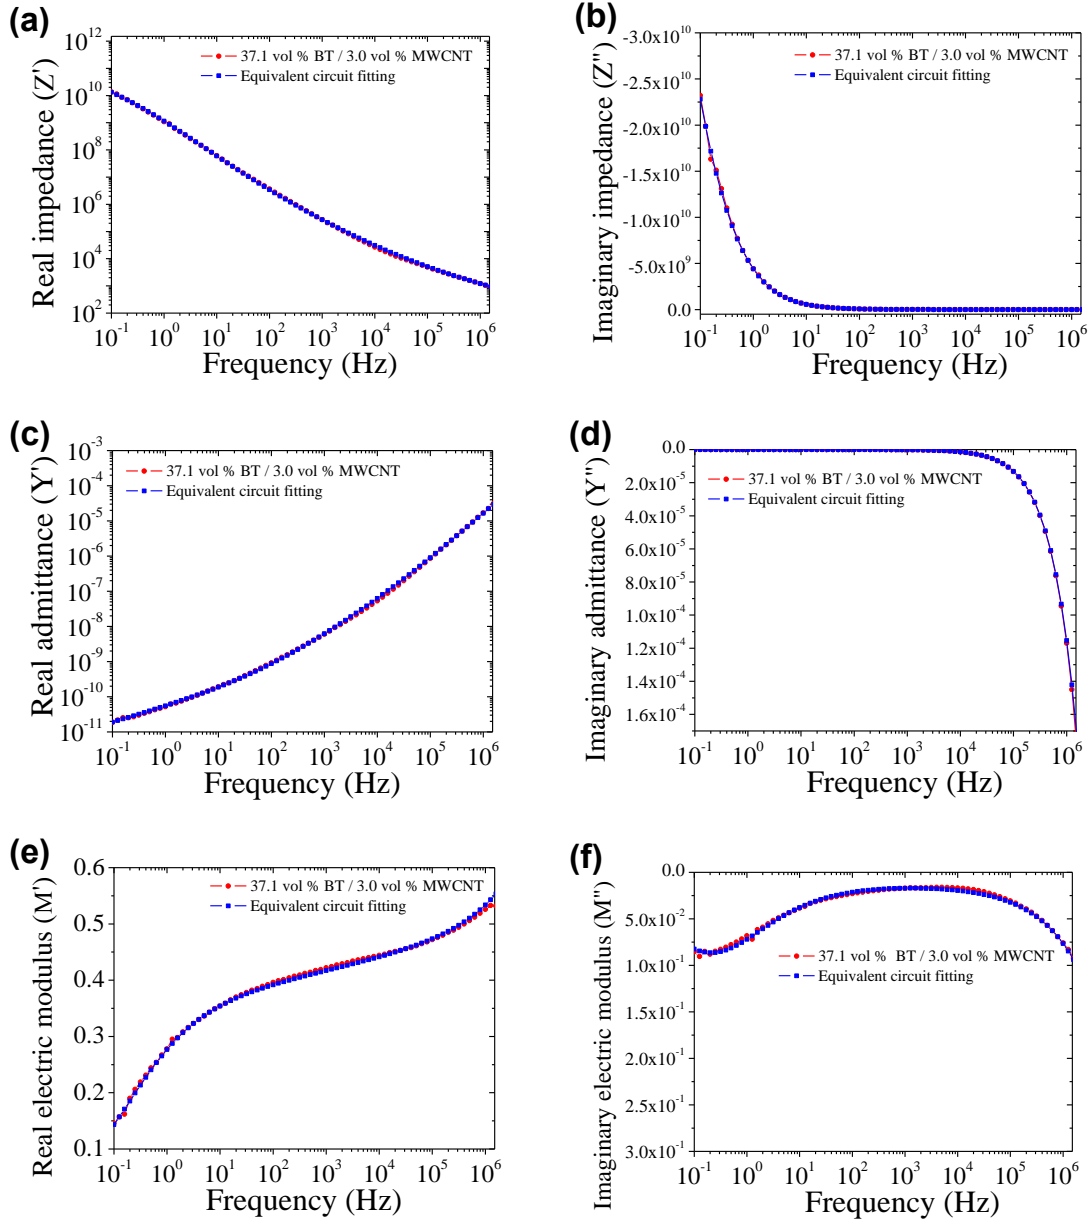 (a)
Real impedance (Z')
10^12
10^10
10^8
10^6
10^4
10^2
37.1 vol % BT / 3.0 vol % MWCNT
Equivalent circuit fitting
10^-1 10^0 10^1 10^2 10^3 10^4 10^5 10^6
Frequency (Hz)
(b)
Imaginary impedance (Z")
-3.0x10^10
-2.5x10^10
-2.0x10^10
-1.5x10^10
-1.0x10^10
-5.0x10^9
0.0
37.1 vol % BT / 3.0 vol % MWCNT
Equivalent circuit fitting
10^-1 10^0 10^1 10^2 10^3 10^4 10^5 10^6
Frequency (Hz)
(c)
Real admittance (Y')
10^-3
10^-4
10^-5
10^-6
10^-7
10^-8
10^-9
10^-10
10^-11
37.1 vol % BT / 3.0 vol % MWCNT
Equivalent circuit fitting
10^-1 10^0 10^1 10^2 10^3 10^4 10^5 10^6
Frequency (Hz)
(d)
Imaginary admittance (Y")
0.0
2.0x10^-5
4.0x10^-5
6.0x10^-5
8.0x10^-5
1.0x10^-4
1.2x10^-4
1.4x10^-4
1.6x10^-4
37.1 vol % BT / 3.0 vol % MWCNT
Equivalent circuit fitting
10^-1 10^0 10^1 10^2 10^3 10^4 10^5 10^6
Frequency (Hz)
(e)
Real electric modulus (M')
0.6
0.5
0.4
0.3
0.2
0.1
37.1 vol % BT / 3.0 vol % MWCNT
Equivalent circuit fitting
10^-1 10^0 10^1 10^2 10^3 10^4 10^5 10^6
Frequency (Hz)
(f)
Imaginary electric modulus (M")
0.0
5.0x10^-2
1.0x10^-1
1.5x10^-1
2.0x10^-1
2.5x10^-1
3.0x10^-1
37.1 vol % BT / 3.0 vol % MWCNT
Equivalent circuit fitting
10^-1 10^0 10^1 10^2 10^3 10^4 10^5 10^6
Frequency (Hz)